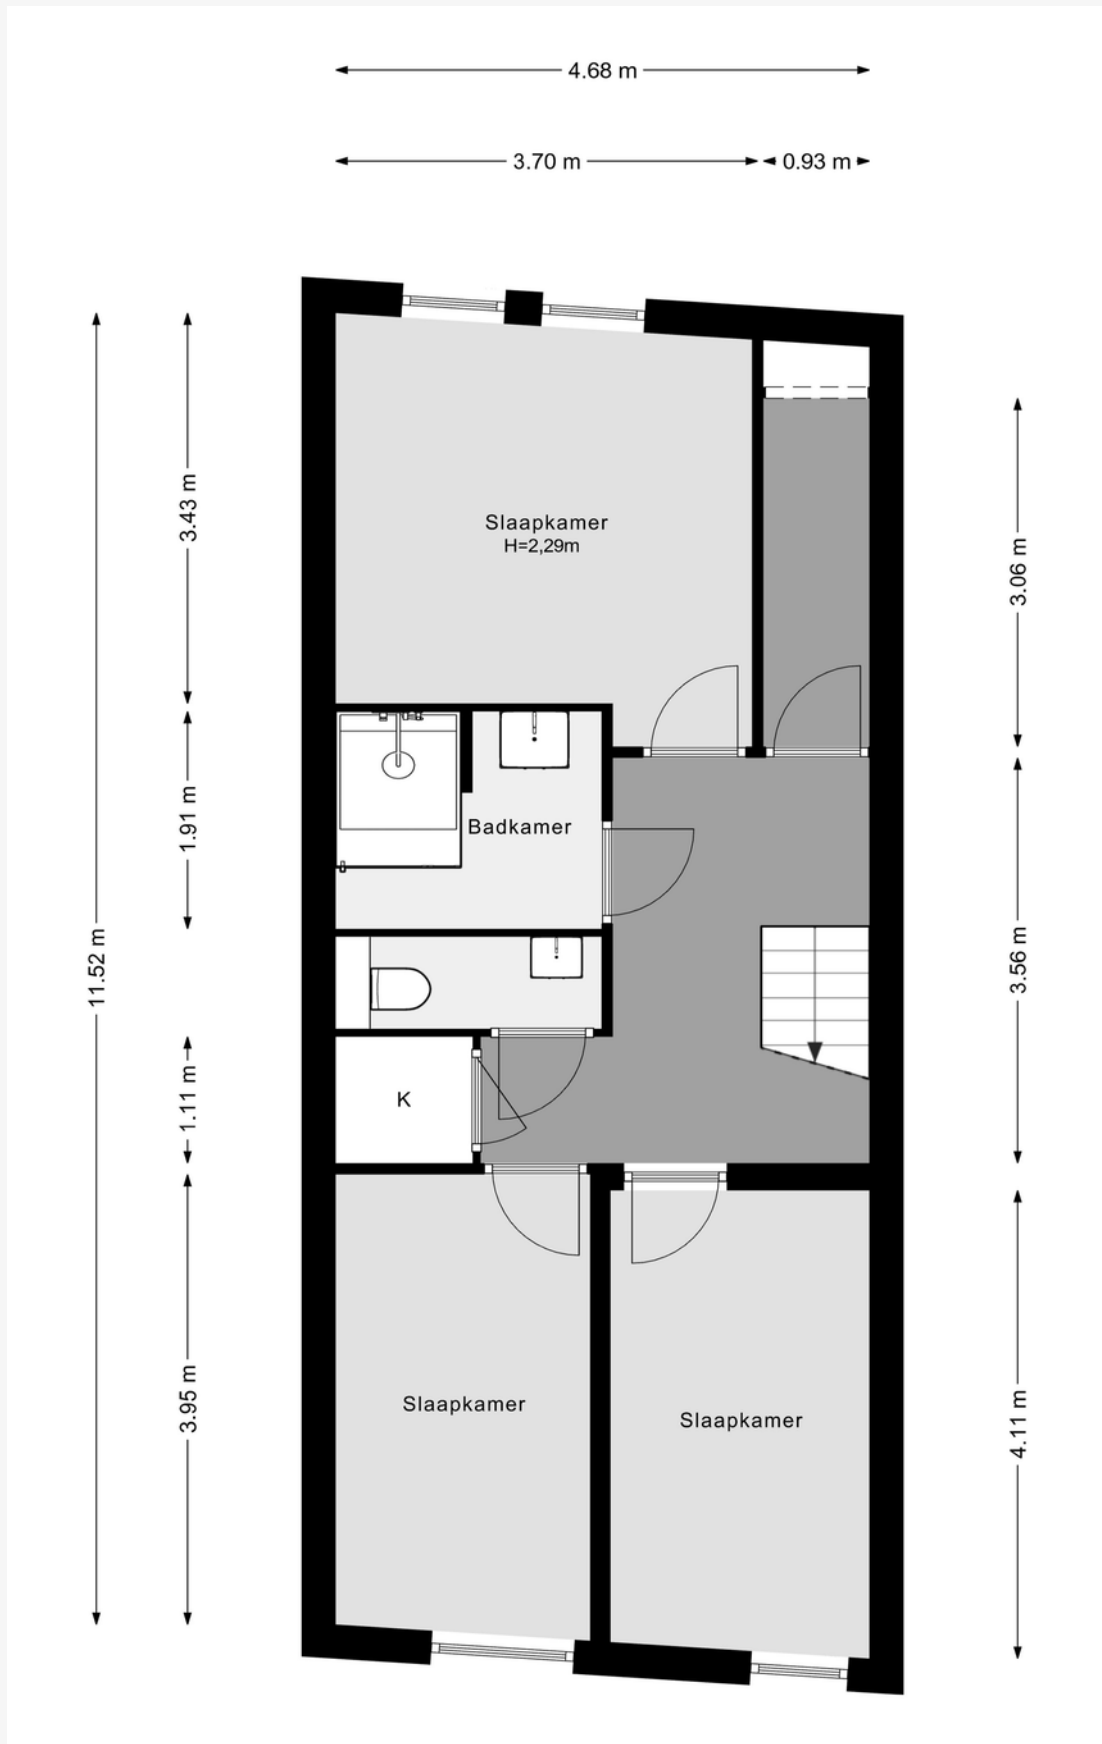 4.68 m
3.70 m
0.93 m
3.43 m
Slaapkamer
H=2,29m
3.06 m
1.91 m
Badkamer
11.52 m
3.56 m
1.11 m
K
3.95 m
Slaapkamer
Slaapkamer
4.11 m